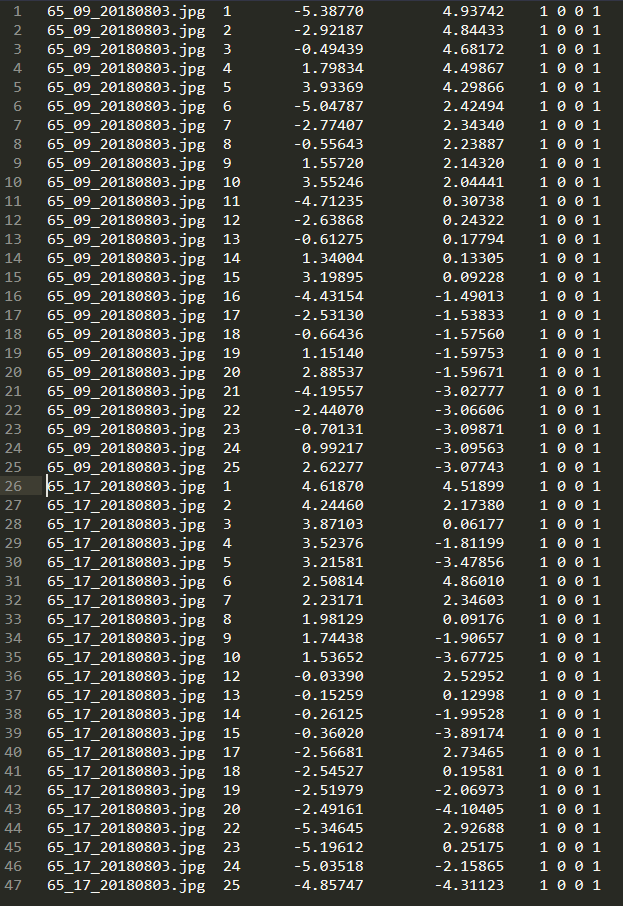 1 65_09_20180803.jpg 1 -5.38770 4.93742 1 0 0 1
2 65_09_20180803.jpg 2 -2.92187 4.84433 1 0 0 1
3 65_09_20180803.jpg 3 -0.49439 4.68172 1 0 0 1
4 65_09_20180803.jpg 4 1.79834 4.49867 1 0 0 1
5 65_09_20180803.jpg 5 3.93369 4.29866 1 0 0 1
6 65_09_20180803.jpg 6 -5.04787 2.42494 1 0 0 1
7 65_09_20180803.jpg 7 -2.77407 2.34340 1 0 0 1
8 65_09_20180803.jpg 8 -0.55643 2.23887 1 0 0 1
9 65_09_20180803.jpg 9 1.55720 2.14320 1 0 0 1
10 65_09_20180803.jpg 10 3.55246 2.04441 1 0 0 1
11 65_09_20180803.jpg 11 -4.71235 0.30738 1 0 0 1
12 65_09_20180803.jpg 12 -2.63868 0.24322 1 0 0 1
13 65_09_20180803.jpg 13 -0.61275 0.17794 1 0 0 1
14 65_09_20180803.jpg 14 1.34004 0.13305 1 0 0 1
15 65_09_20180803.jpg 15 3.19895 0.09228 1 0 0 1
16 65_09_20180803.jpg 16 -4.43154 -1.49013 1 0 0 1
17 65_09_20180803.jpg 17 -2.53130 -1.53833 1 0 0 1
18 65_09_20180803.jpg 18 -0.66436 -1.57560 1 0 0 1
19 65_09_20180803.jpg 19 1.15140 -1.59753 1 0 0 1
20 65_09_20180803.jpg 20 2.88537 -1.59671 1 0 0 1
21 65_09_20180803.jpg 21 -4.19557 -3.02777 1 0 0 1
22 65_09_20180803.jpg 22 -2.44070 -3.06606 1 0 0 1
23 65_09_20180803.jpg 23 -0.70131 -3.09871 1 0 0 1
24 65_09_20180803.jpg 24 0.99217 -3.09563 1 0 0 1
25 65_09_20180803.jpg 25 2.62277 -3.07743 1 0 0 1
26 65_17_20180803.jpg 1 4.61870 4.51899 1 0 0 1
27 65_17_20180803.jpg 2 4.24460 2.17380 1 0 0 1
28 65_17_20180803.jpg 3 3.87103 0.06177 1 0 0 1
29 65_17_20180803.jpg 4 3.52376 -1.81199 1 0 0 1
30 65_17_20180803.jpg 5 3.21581 -3.47856 1 0 0 1
31 65_17_20180803.jpg 6 2.50814 4.86010 1 0 0 1
32 65_17_20180803.jpg 7 2.23171 2.34603 1 0 0 1
33 65_17_20180803.jpg 8 1.98129 0.09176 1 0 0 1
34 65_17_20180803.jpg 9 1.74438 -1.90657 1 0 0 1
35 65_17_20180803.jpg 10 1.53652 -3.67725 1 0 0 1
36 65_17_20180803.jpg 12 -0.03390 2.52952 1 0 0 1
37 65_17_20180803.jpg 13 -0.15259 0.12998 1 0 0 1
38 65_17_20180803.jpg 14 -0.26125 -1.99528 1 0 0 1
39 65_17_20180803.jpg 15 -0.36020 -3.89174 1 0 0 1
40 65_17_20180803.jpg 17 -2.56681 2.73465 1 0 0 1
41 65_17_20180803.jpg 18 -2.54527 0.19581 1 0 0 1
42 65_17_20180803.jpg 19 -2.51979 -2.06973 1 0 0 1
43 65_17_20180803.jpg 20 -2.49161 -4.10405 1 0 0 1
44 65_17_20180803.jpg 22 -5.34645 2.92688 1 0 0 1
45 65_17_20180803.jpg 23 -5.19612 0.25175 1 0 0 1
46 65_17_20180803.jpg 24 -5.03518 -2.15865 1 0 0 1
47 65_17_20180803.jpg 25 -4.85747 -4.31123 1 0 0 1